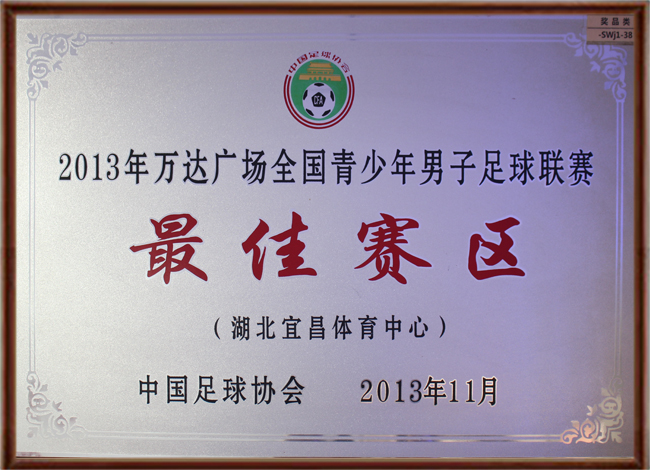 奖品类
-SWj1-38
中国足球协会
CFA
2013年万达广场全国青少年男子足球联赛
最佳赛区
（湖北宜昌体育中心）
中国足球协会 2013年11月